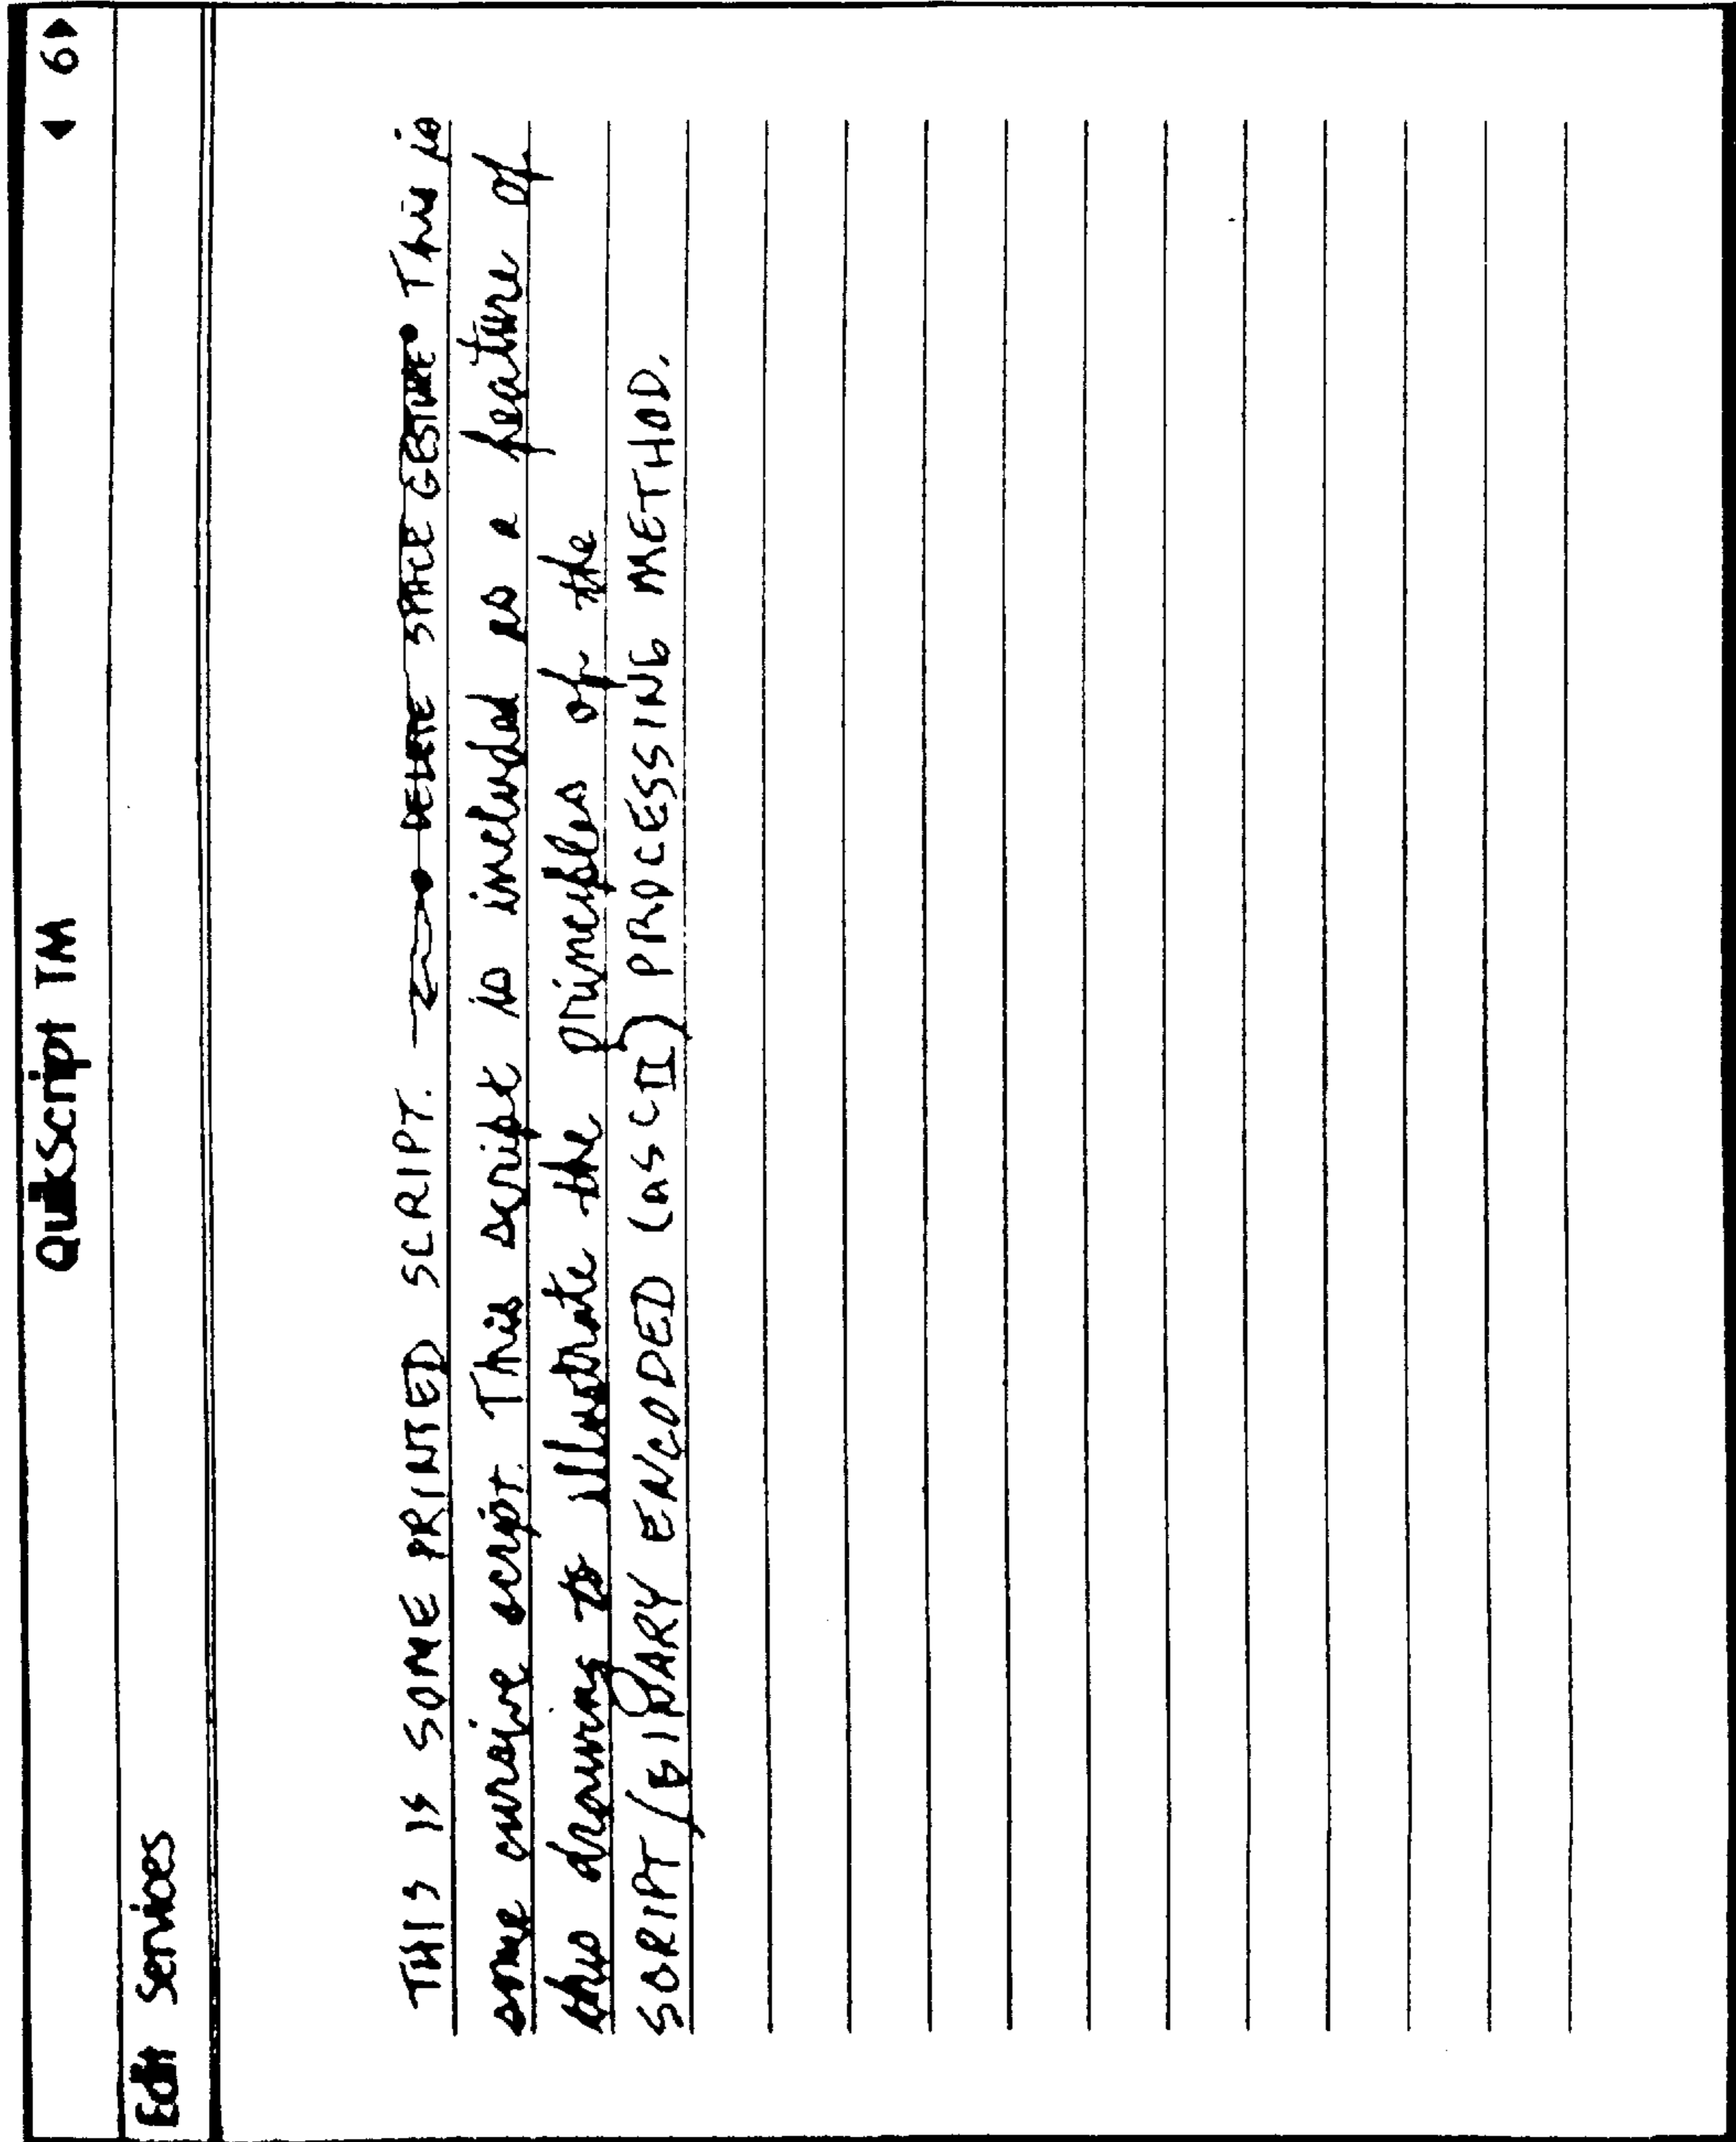 QuikScript TM ◀ 6▶
Edit Services
THIS IS SOME PRINTED SCRIPT. DELETE SPACE GESTURE This is
some cursive script. This script is included as a feature of
this drawing to illustrate the principles of the
SCRIPT/BINARY ENCODED (ASCII) PROCESSING METHOD.